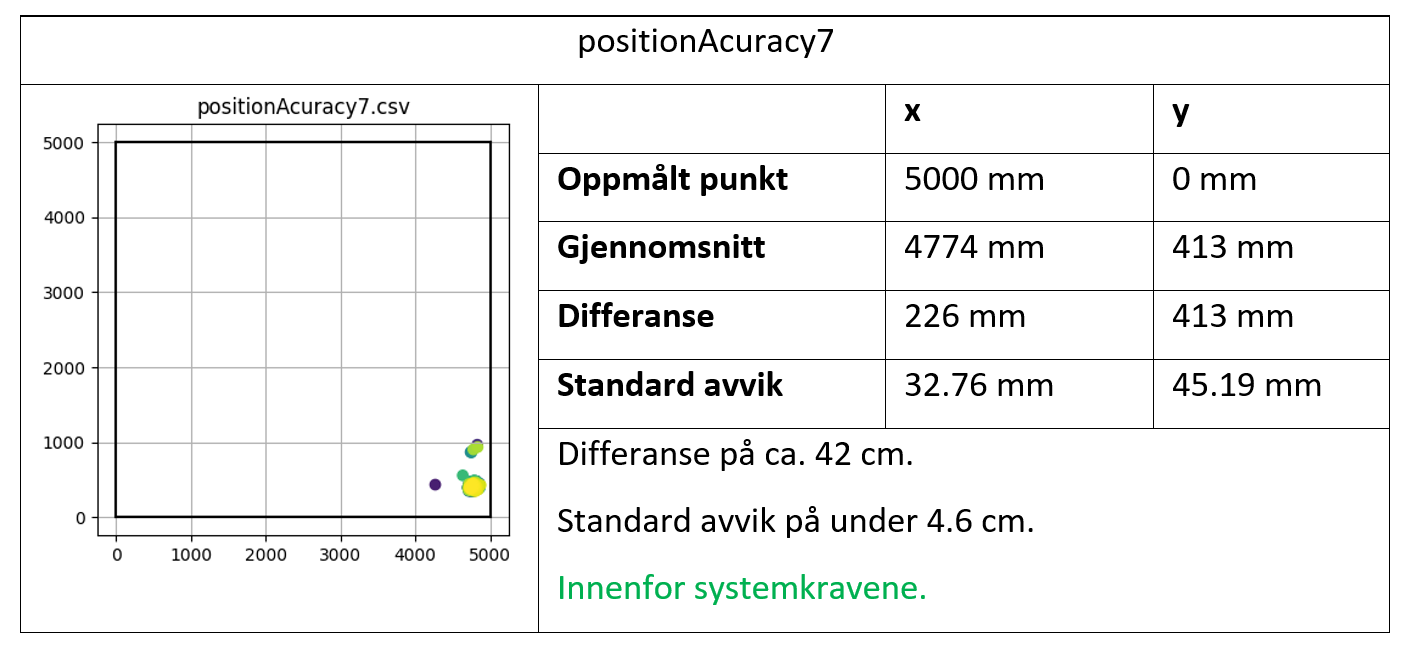 positionAcuracy7
positionAcuracy7.csv
5000
4000
3000
2000
1000
0
0 1000 2000 3000 4000 5000
x y
Oppmålt punkt 5000 mm 0 mm
Gjennomsnitt 4774 mm 413 mm
Differanse 226 mm 413 mm
Standard avvik 32.76 mm 45.19 mm
Differanse på ca. 42 cm.
Standard avvik på under 4.6 cm.
Innenfor systemkravene.